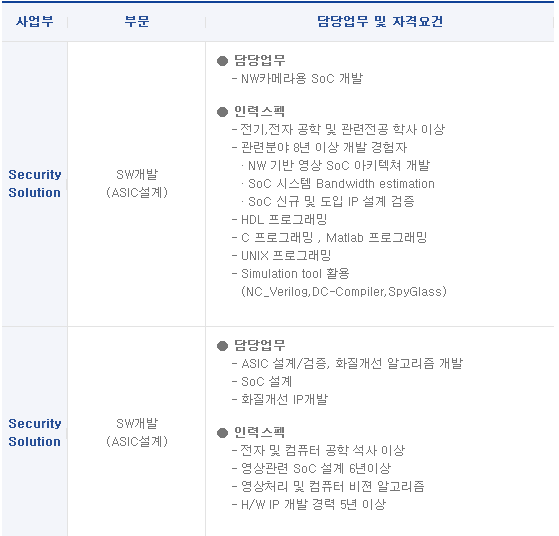 사업부 부문 담당업무 및 자격요건
Security
Solution
SW개발
(ASIC설계)
● 담당업무
- NW카메라용 SoC 개발
● 인력스펙
- 전기,전자 공학 및 관련전공 학사 이상
- 관련분야 8년 이상 개발 경험자
· NW 기반 영상 SoC 아키텍쳐 개발
· SoC 시스템 Bandwidth estimation
· SoC 신규 및 도입 IP 설계 검증
- HDL 프로그래밍
- C 프로그래밍 , Matlab 프로그래밍
- UNIX 프로그래밍
- Simulation tool 활용
(NC_Verilog,DC-Compiler,SpyGlass)
Security
Solution
SW개발
(ASIC설계)
● 담당업무
- ASIC 설계/검증, 화질개선 알고리즘 개발
- SoC 설계
- 화질개선 IP개발
● 인력스펙
- 전자 및 컴퓨터 공학 석사 이상
- 영상관련 SoC 설계 6년이상
- 영상처리 및 컴퓨터 비젼 알고리즘
- H/W IP 개발 경력 5년 이상